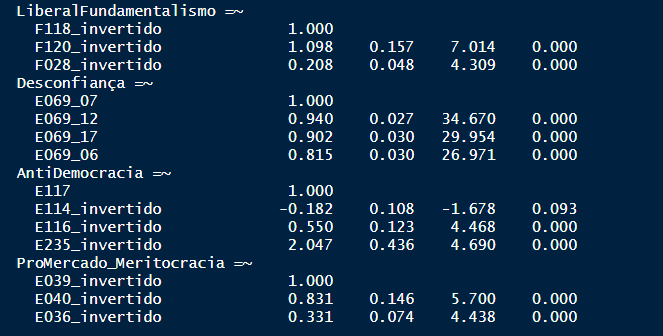 LiberalFundamentalismo =~
F118_invertido 1.000
F120_invertido 1.098 0.157 7.014 0.000
F028_invertido 0.208 0.048 4.309 0.000
Desconfiança =~
E069_07 1.000
E069_12 0.940 0.027 34.670 0.000
E069_17 0.902 0.030 29.954 0.000
E069_06 0.815 0.030 26.971 0.000
AntiDemocracia =~
E117 1.000
E114_invertido -0.182 0.108 -1.678 0.093
E116_invertido 0.550 0.123 4.468 0.000
E235_invertido 2.047 0.436 4.690 0.000
ProMercado_Meritocracia =~
E039_invertido 1.000
E040_invertido 0.831 0.146 5.700 0.000
E036_invertido 0.331 0.074 4.438 0.000